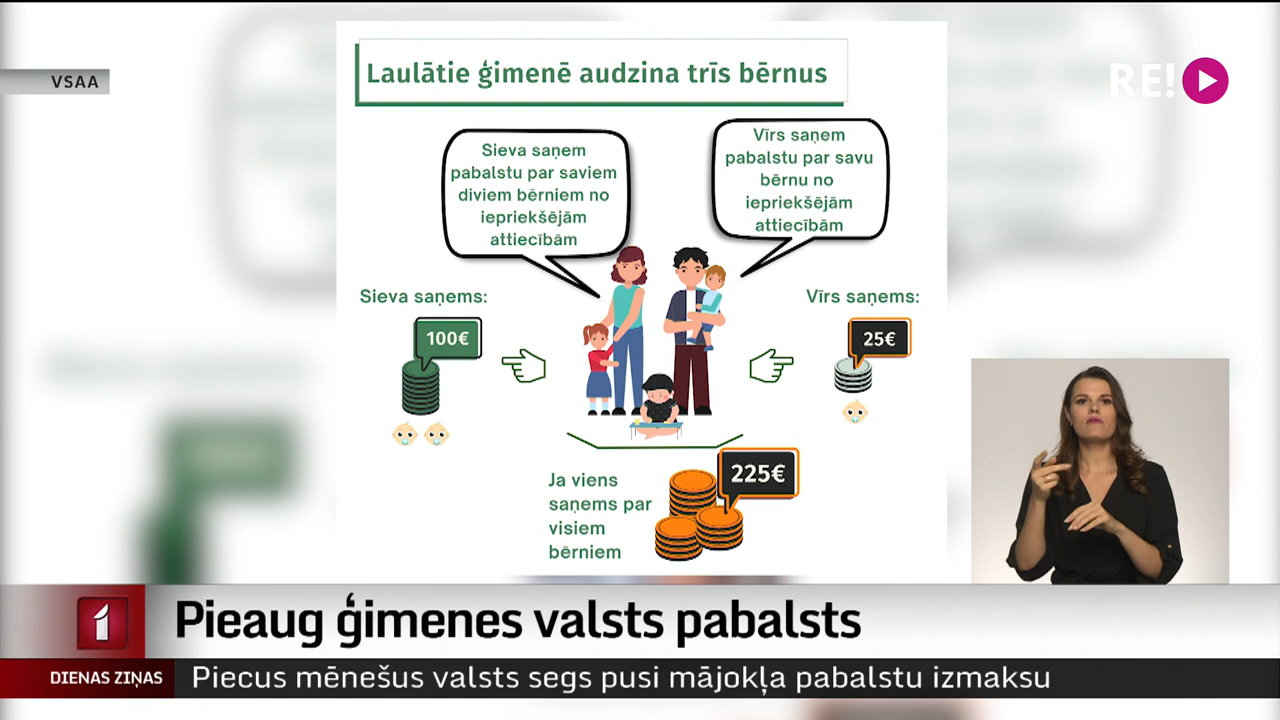 VSAA
RE!
Laulātie ģimenē audzina trīs bērnus
Sieva saņem
pabalstu par saviem
diviem bērniem no
iepriekšējām
attiecībām
Vīrs saņem
pabalstu par savu
bērnu no
iepriekšējām
attiecībām
Sieva saņems:
100€
Vīrs saņems:
25€
Ja viens
saņems par
visiem
bērniem
225€
1
Pieaug ģimenes valsts pabalsts
DIENAS ZIŅAS
Piecus mēnešus valsts segs pusi mājokļa pabalstu izmaksu